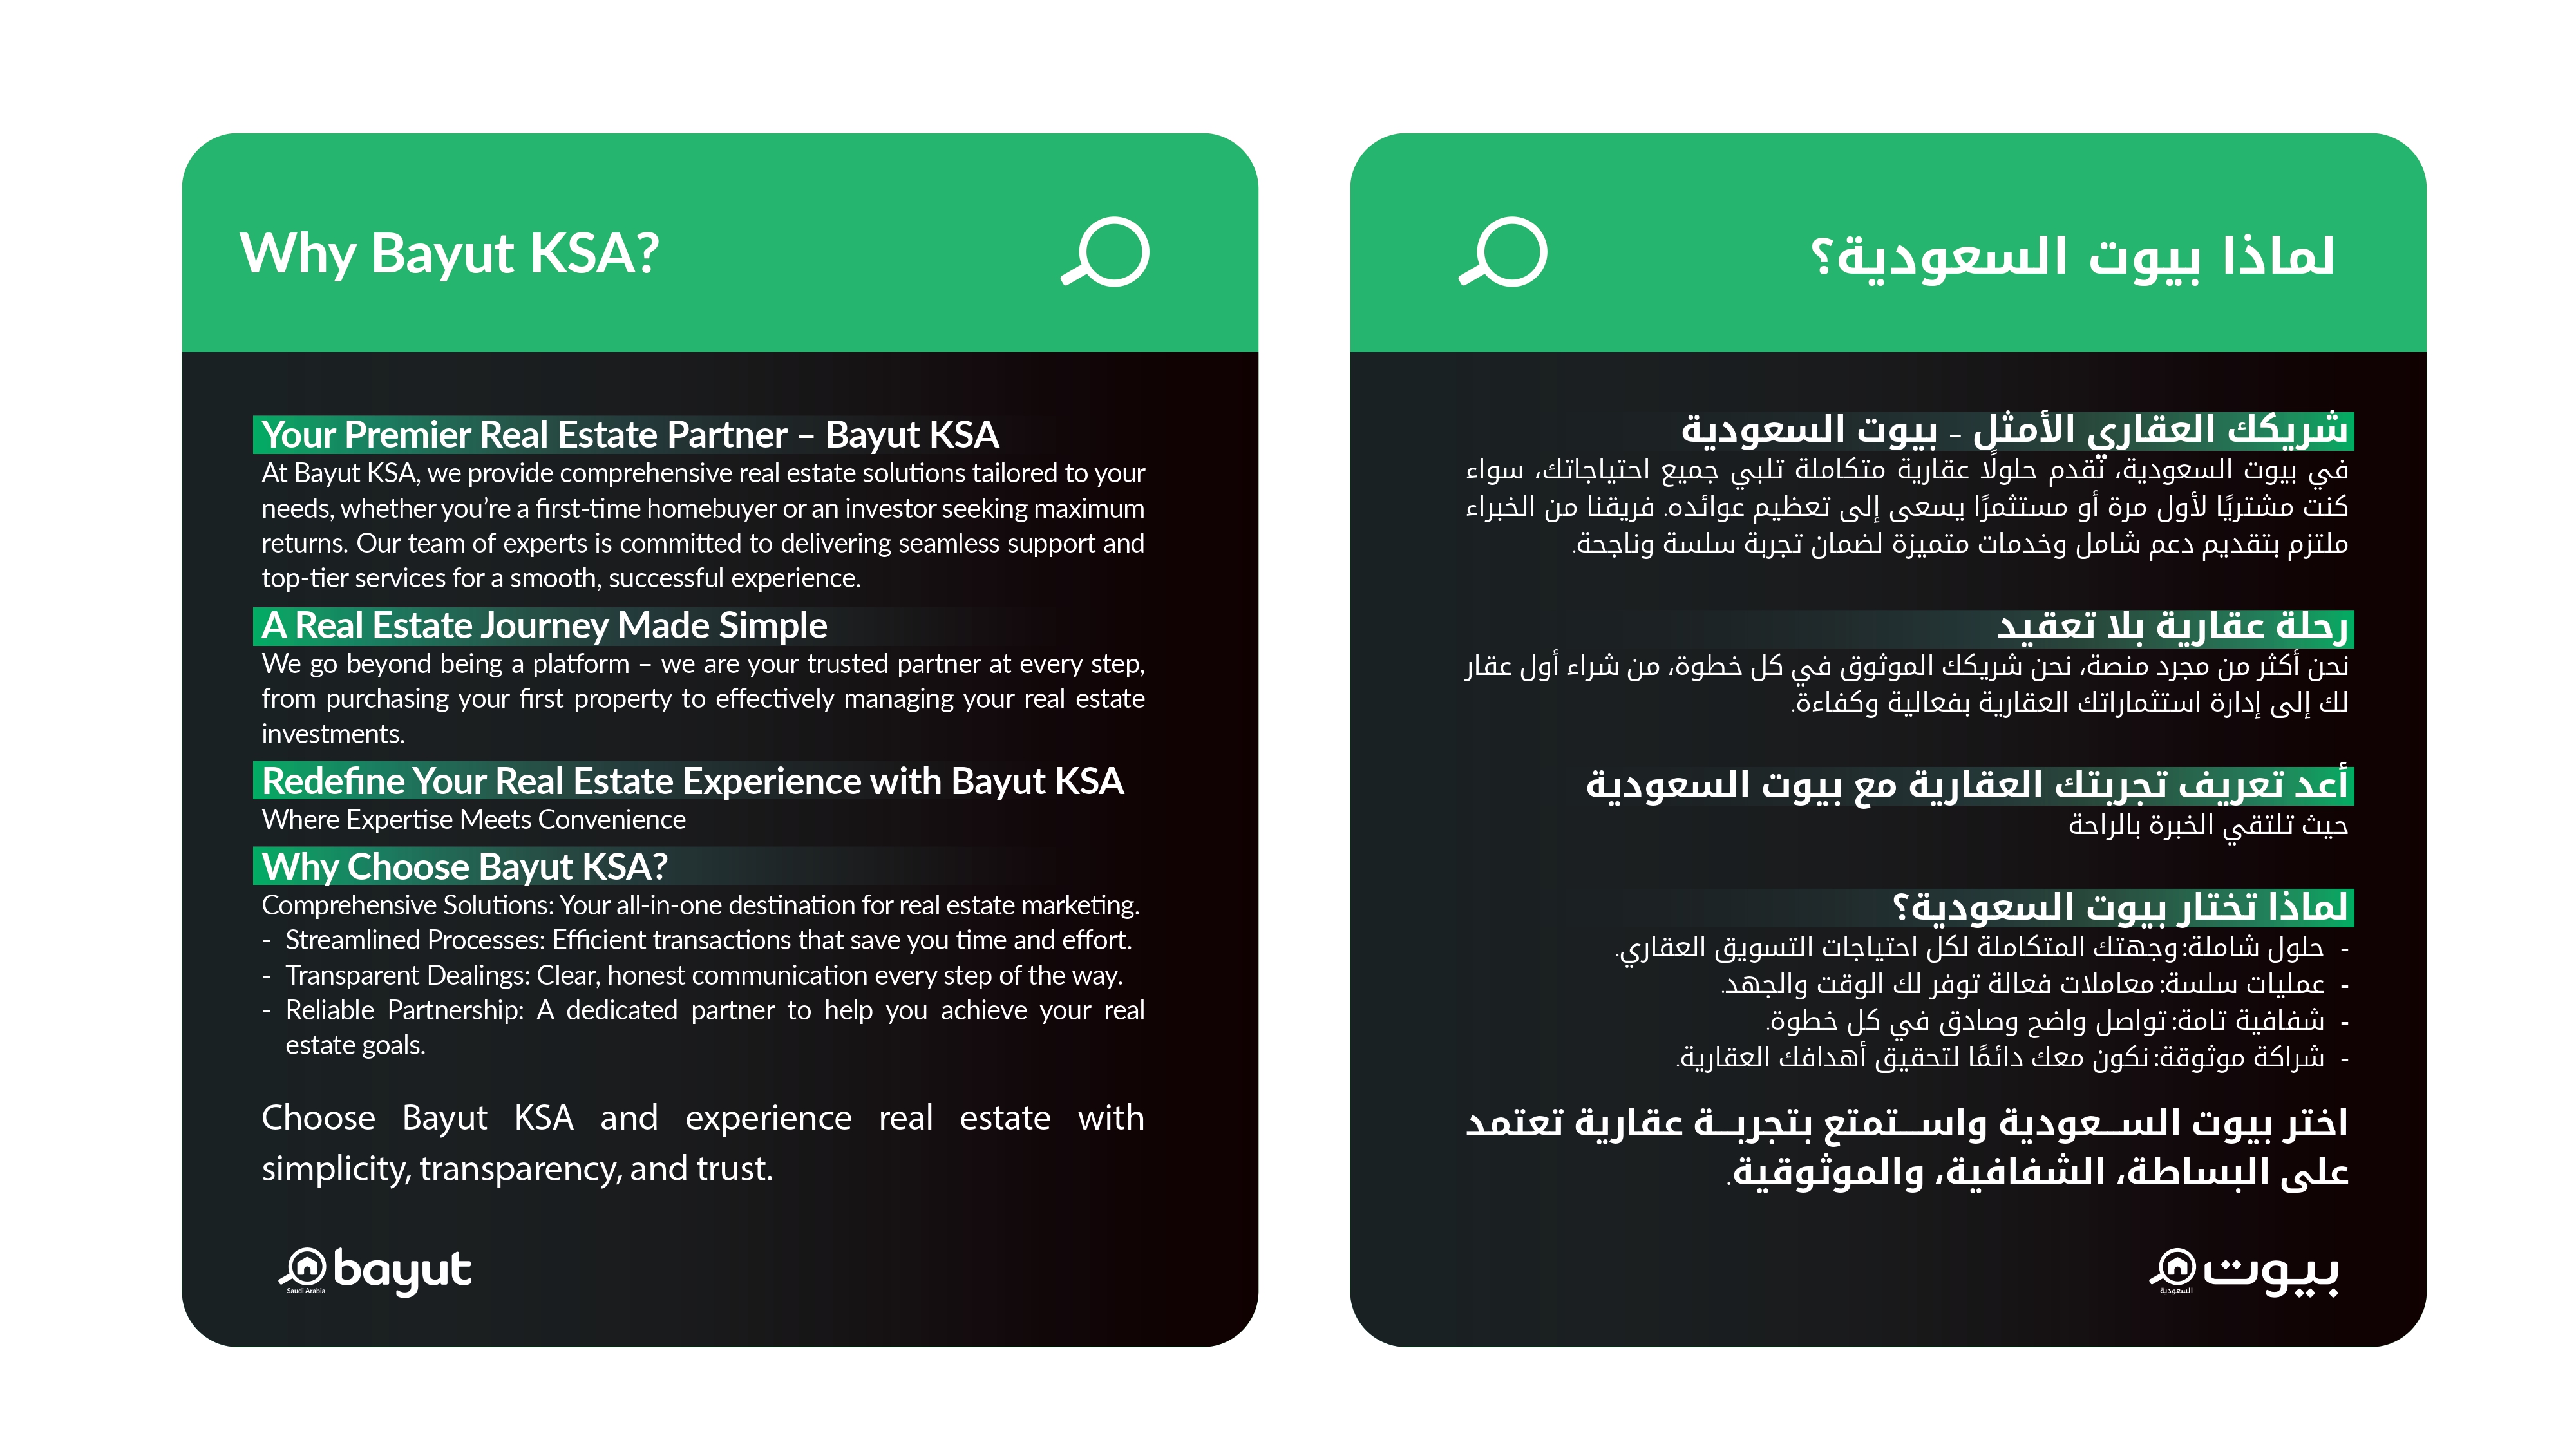 Why Bayut KSA?
Your Premier Real Estate Partner – Bayut KSA
At Bayut KSA, we provide comprehensive real estate solutions tailored to your
needs, whether you’re a first-time homebuyer or an investor seeking maximum
returns. Our team of experts is committed to delivering seamless support and
top-tier services for a smooth, successful experience.
A Real Estate Journey Made Simple
We go beyond being a platform – we are your trusted partner at every step,
from purchasing your first property to effectively managing your real estate
investments.
Redefine Your Real Estate Experience with Bayut KSA
Where Expertise Meets Convenience
Why Choose Bayut KSA?
Comprehensive Solutions: Your all-in-one destination for real estate marketing.
- Streamlined Processes: Efficient transactions that save you time and effort.
- Transparent Dealings: Clear, honest communication every step of the way.
- Reliable Partnership: A dedicated partner to help you achieve your real
estate goals.
Choose Bayut KSA and experience real estate with
simplicity, transparency, and trust.
bayut
Saudi Arabia
لماذا بيوت السعودية؟
شريكك العقاري الأمثل – بيوت السعودية
في بيوت السعودية، نقدم حلولًا عقارية متكاملة تلبي جميع احتياجاتك، سواء
كنت مشتريًا لأول مرة أو مستثمرًا يسعى إلى تعظيم عوائده. فريقنا من الخبراء
ملتزم بتقديم دعم شامل وخدمات متميزة لضمان تجربة سلسة وناجحة.
رحلة عقارية بلا تعقيد
نحن أكثر من مجرد منصة، نحن شريكك الموثوق في كل خطوة، من شراء أول عقار
لك إلى إدارة استثماراتك العقارية بفعالية وكفاءة.
أعد تعريف تجربتك العقارية مع بيوت السعودية
حيث تلتقي الخبرة بالراحة
لماذا تختار بيوت السعودية؟
- حلول شاملة: وجهتك المتكاملة لكل احتياجات التسويق العقاري.
- عمليات سلسة: معاملات فعالة توفر لك الوقت والجهد.
- شفافية تامة: تواصل واضح وصادق في كل خطوة.
- شراكة موثوقة: نكون معك دائمًا لتحقيق أهدافك العقارية.
اختر بيوت الســعودية واســـتمتع بتجربـــة عقارية تعتمد
على البساطة، الشفافية، والموثوقية.
بيوت
السعودية